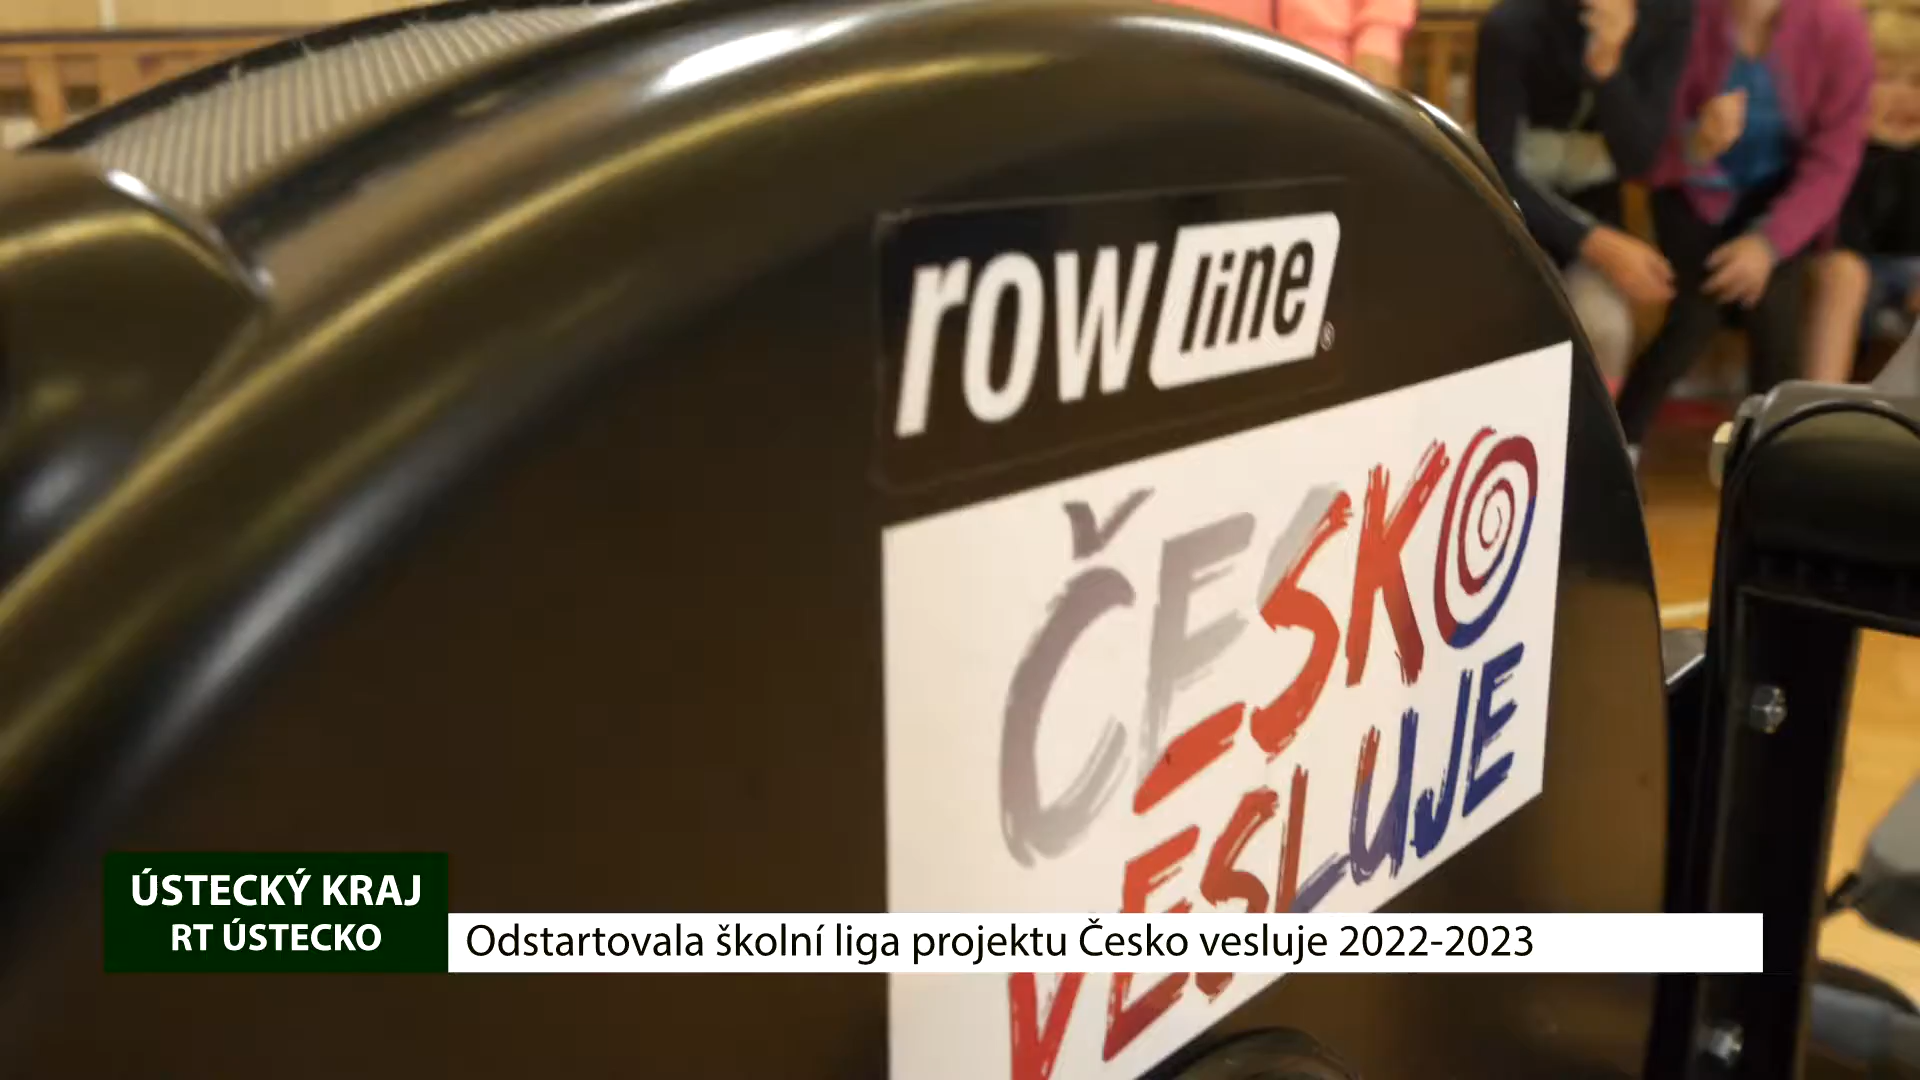 row line®
ČESKO
VESLUJE
ÚSTECKÝ KRAJ
RT ÚSTECKO
Odstartovala školní liga projektu Česko vesluje 2022-2023